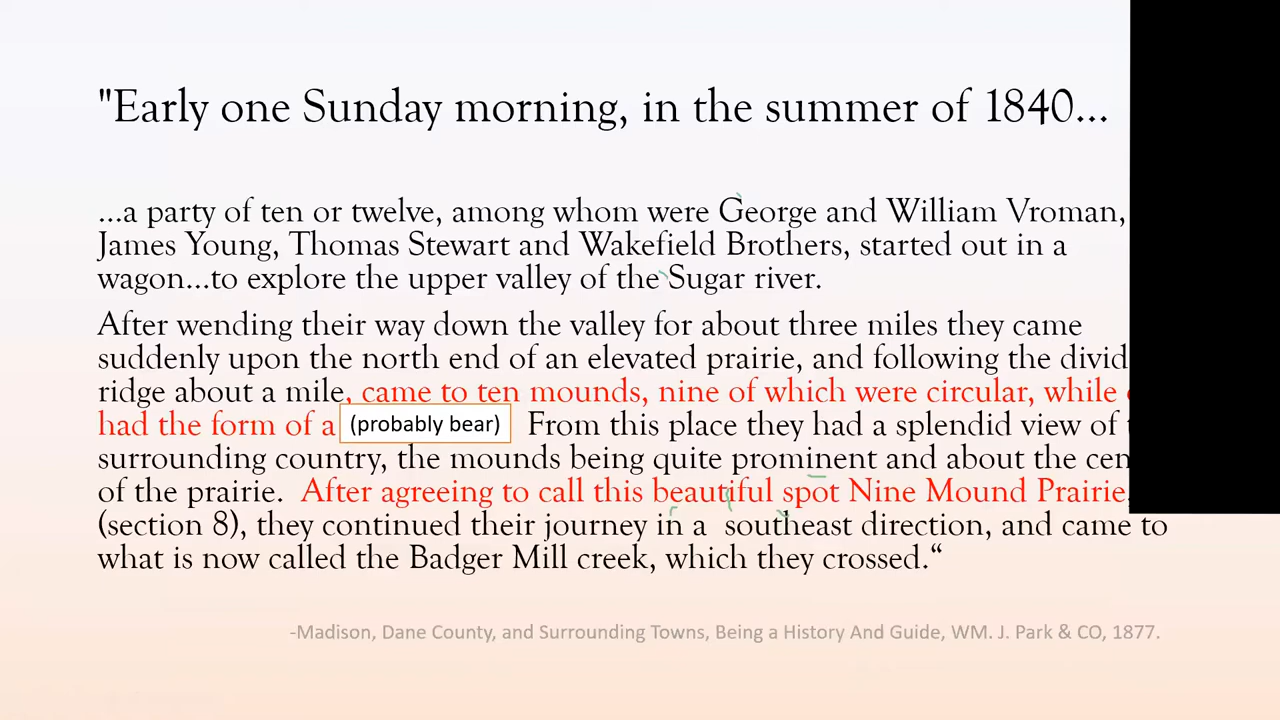 "Early one Sunday morning, in the summer of 1840...
...a party of ten or twelve, among whom were George and William Vroman,
James Young, Thomas Stewart and Wakefield Brothers, started out in a
wagon...to explore the upper valley of the Sugar river.
After wending their way down the valley for about three miles they came
suddenly upon the north end of an elevated prairie, and following the
ridge about a mile, came to ten mounds, nine of which were circular, while
had the form of a (probably bear) From this place they had a splendid view of
surrounding country, the mounds being quite prominent and about the
of the prairie. After agreeing to call this beautiful spot Nine Mound Prairie,
(section 8), they continued their journey in a southeast direction, and came to
what is now called the Badger Mill creek, which they crossed.“
-Madison, Dane County, and Surrounding Towns, Being a History And Guide, WM. J. Park & CO, 1877.